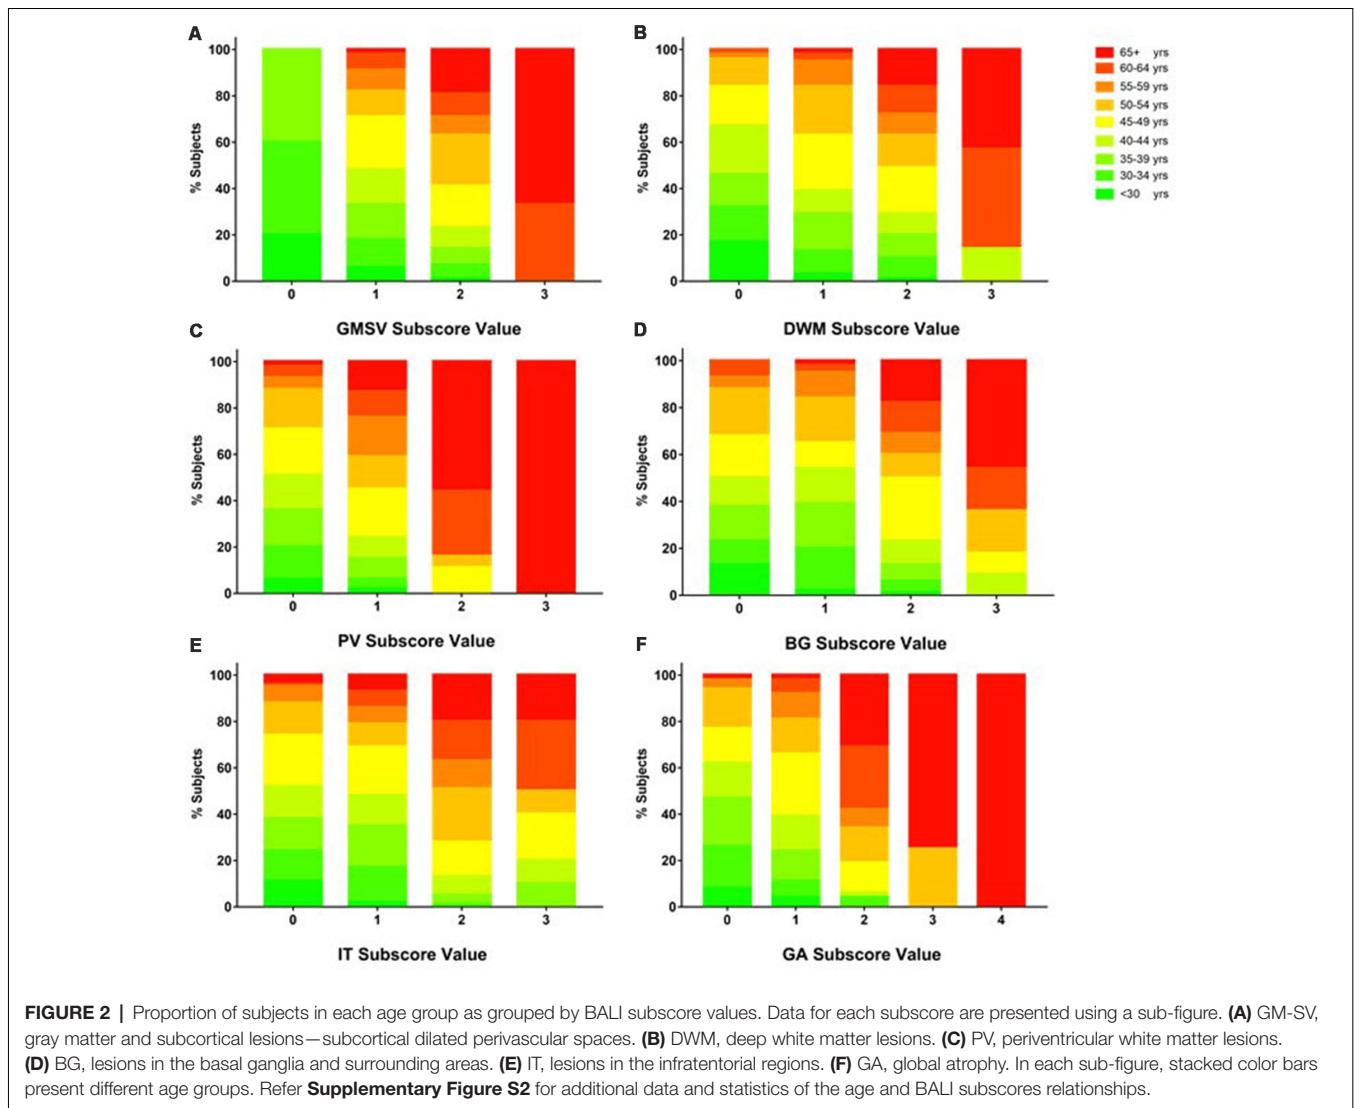 A
% Subjects
100
80
60
40
20
0
0 1 2 3
GMSV Subscore Value
B
% Subjects
100
80
60
40
20
0
0 1 2 3
DWM Subscore Value
65+ yrs
60-64 yrs
55-59 yrs
50-54 yrs
45-49 yrs
40-44 yrs
35-39 yrs
30-34 yrs
<30 yrs
C
% Subjects
100
80
60
40
20
0
0 1 2 3
PV Subscore Value
D
% Subjects
100
80
60
40
20
0
0 1 2 3
BG Subscore Value
E
% Subjects
100
80
60
40
20
0
0 1 2 3
IT Subscore Value
F
% Subjects
100
80
60
40
20
0
0 1 2 3 4
GA Subscore Value
FIGURE 2 | Proportion of subjects in each age group as grouped by BALI subscore values. Data for each subscore are presented using a sub-figure. (A) GM-SV,
gray matter and subcortical lesions—subcortical dilated perivascular spaces. (B) DWM, deep white matter lesions. (C) PV, periventricular white matter lesions.
(D) BG, lesions in the basal ganglia and surrounding areas. (E) IT, lesions in the infratentorial regions. (F) GA, global atrophy. In each sub-figure, stacked color bars
present different age groups. Refer Supplementary Figure S2 for additional data and statistics of the age and BALI subscores relationships.